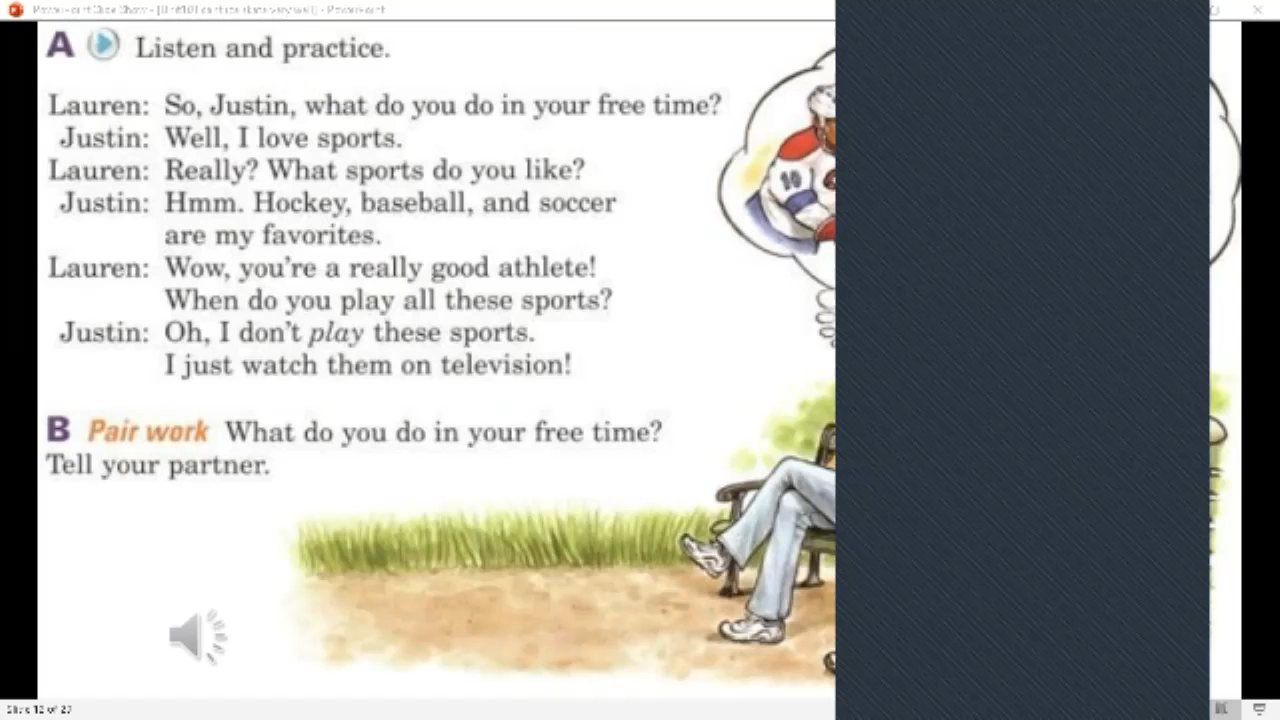 A Listen and practice.
Lauren: So, Justin, what do you do in your free time?
Justin: Well, I love sports.
Lauren: Really? What sports do you like?
Justin: Hmm. Hockey, baseball, and soccer
are my favorites.
Lauren: Wow, you're a really good athlete!
When do you play all these sports?
Justin: Oh, I don't play these sports.
I just watch them on television!
B Pair work What do you do in your free time?
Tell your partner.
10